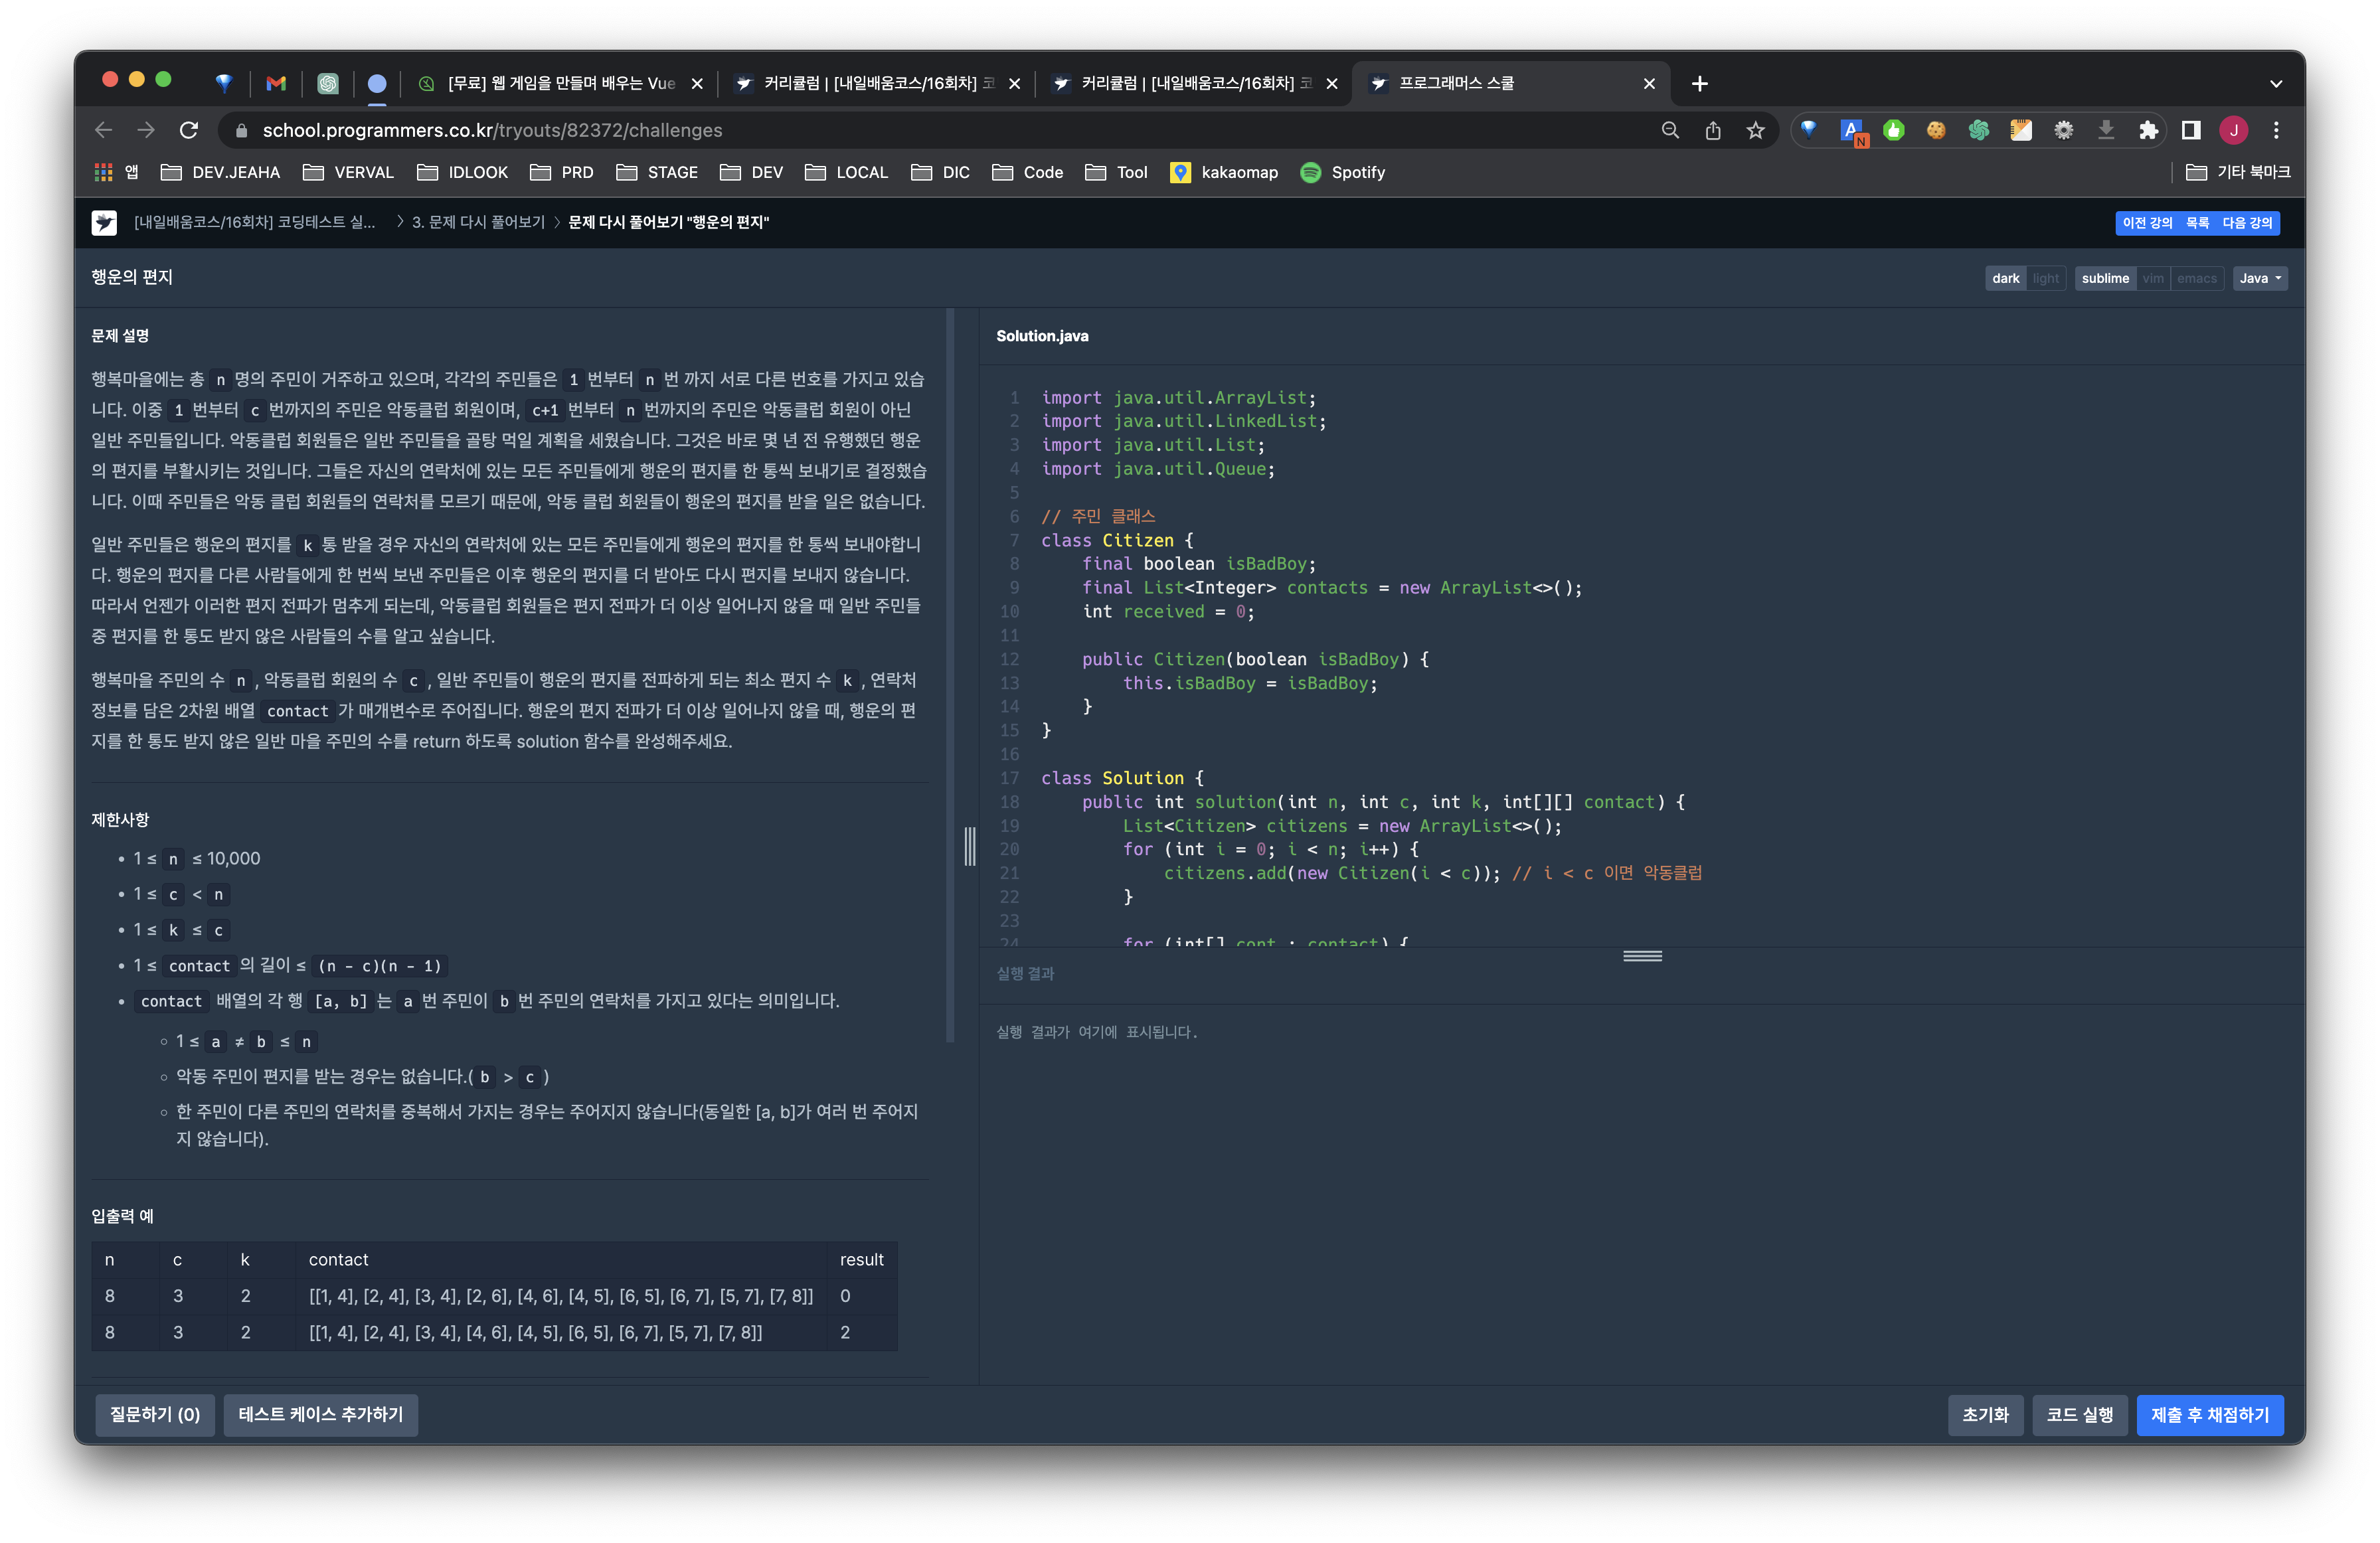 [무료] 웹 게임을 만들며 배우는 Vue
커리큘럼 | [내일배움코스/16회차] 코
커리큘럼 | [내일배움코스/16회차] 코
프로그래머스 스쿨
school.programmers.co.kr/tryouts/82372/challenges
A N J
앱 DEV.JEAHA VERVAL IDLOOK PRD STAGE DEV LOCAL DIC Code Tool kakaomap Spotify 기타 북마크
[내일배움코스/16회차] 코딩테스트 실... > 3. 문제 다시 풀어보기 > 문제 다시 풀어보기 "행운의 편지"
이전 강의 목록 다음 강의
행운의 편지
dark light sublime vim emacs Java
문제 설명
행복마을에는 총 n 명의 주민이 거주하고 있으며, 각각의 주민들은 1 번부터 n 번 까지 서로 다른 번호를 가지고 있습
니다. 이중 1 번부터 c 번까지의 주민은 악동클럽 회원이며, c+1 번부터 n 번까지의 주민은 악동클럽 회원이 아닌
일반 주민들입니다. 악동클럽 회원들은 일반 주민들을 골탕 먹일 계획을 세웠습니다. 그것은 바로 몇 년 전 유행했던 행운
의 편지를 부활시키는 것입니다. 그들은 자신의 연락처에 있는 모든 주민들에게 행운의 편지를 한 통씩 보내기로 결정했습
니다. 이때 주민들은 악동 클럽 회원들의 연락처를 모르기 때문에, 악동 클럽 회원들이 행운의 편지를 받을 일은 없습니다.
일반 주민들은 행운의 편지를 k 통 받을 경우 자신의 연락처에 있는 모든 주민들에게 행운의 편지를 한 통씩 보내야합니
다. 행운의 편지를 다른 사람들에게 한 번씩 보낸 주민들은 이후 행운의 편지를 더 받아도 다시 편지를 보내지 않습니다.
따라서 언젠가 이러한 편지 전파가 멈추게 되는데, 악동클럽 회원들은 편지 전파가 더 이상 일어나지 않을 때 일반 주민들
중 편지를 한 통도 받지 않은 사람들의 수를 알고 싶습니다.
행복마을 주민의 수 n , 악동클럽 회원의 수 c , 일반 주민들이 행운의 편지를 전파하게 되는 최소 편지 수 k , 연락처
정보를 담은 2차원 배열 contact 가 매개변수로 주어집니다. 행운의 편지 전파가 더 이상 일어나지 않을 때, 행운의 편
지를 한 통도 받지 않은 일반 마을 주민의 수를 return 하도록 solution 함수를 완성해주세요.
제한사항
• 1 ≤ n ≤ 10,000
• 1 ≤ c < n
• 1 ≤ k ≤ c
• 1 ≤ contact 의 길이 ≤ (n - c)(n - 1)
• contact 배열의 각 행 [a, b] 는 a 번 주민이 b 번 주민의 연락처를 가지고 있다는 의미입니다.
◦ 1 ≤ a ≠ b ≤ n
◦ 악동 주민이 편지를 받는 경우는 없습니다.( b > c )
◦ 한 주민이 다른 주민의 연락처를 중복해서 가지는 경우는 주어지지 않습니다(동일한 [a, b]가 여러 번 주어지
지 않습니다).
입출력 예
n c k contact result
8 3 2 [[1, 4], [2, 4], [3, 4], [2, 6], [4, 6], [4, 5], [6, 5], [6, 7], [5, 7], [7, 8]] 0
8 3 2 [[1, 4], [2, 4], [3, 4], [4, 6], [4, 5], [6, 5], [6, 7], [5, 7], [7, 8]] 2
Solution.java
1 import java.util.ArrayList;
2 import java.util.LinkedList;
3 import java.util.List;
4 import java.util.Queue;
5
6 // 주민 클래스
7 class Citizen {
8 final boolean isBadBoy;
9 final List<Integer> contacts = new ArrayList<>();
10 int received = 0;
11
12 public Citizen(boolean isBadBoy) {
13 this.isBadBoy = isBadBoy;
14 }
15 }
16
17 class Solution {
18 public int solution(int n, int c, int k, int[][] contact) {
19 List<Citizen> citizens = new ArrayList<>();
20 for (int i = 0; i < n; i++) {
21 citizens.add(new Citizen(i < c)); // i < c 이면 악동클럽
22 }
23
24 for (int[] cont : contact) {
실행 결과
실행 결과가 여기에 표시됩니다.
질문하기 (0) 테스트 케이스 추가하기 초기화 코드 실행 제출 후 채점하기